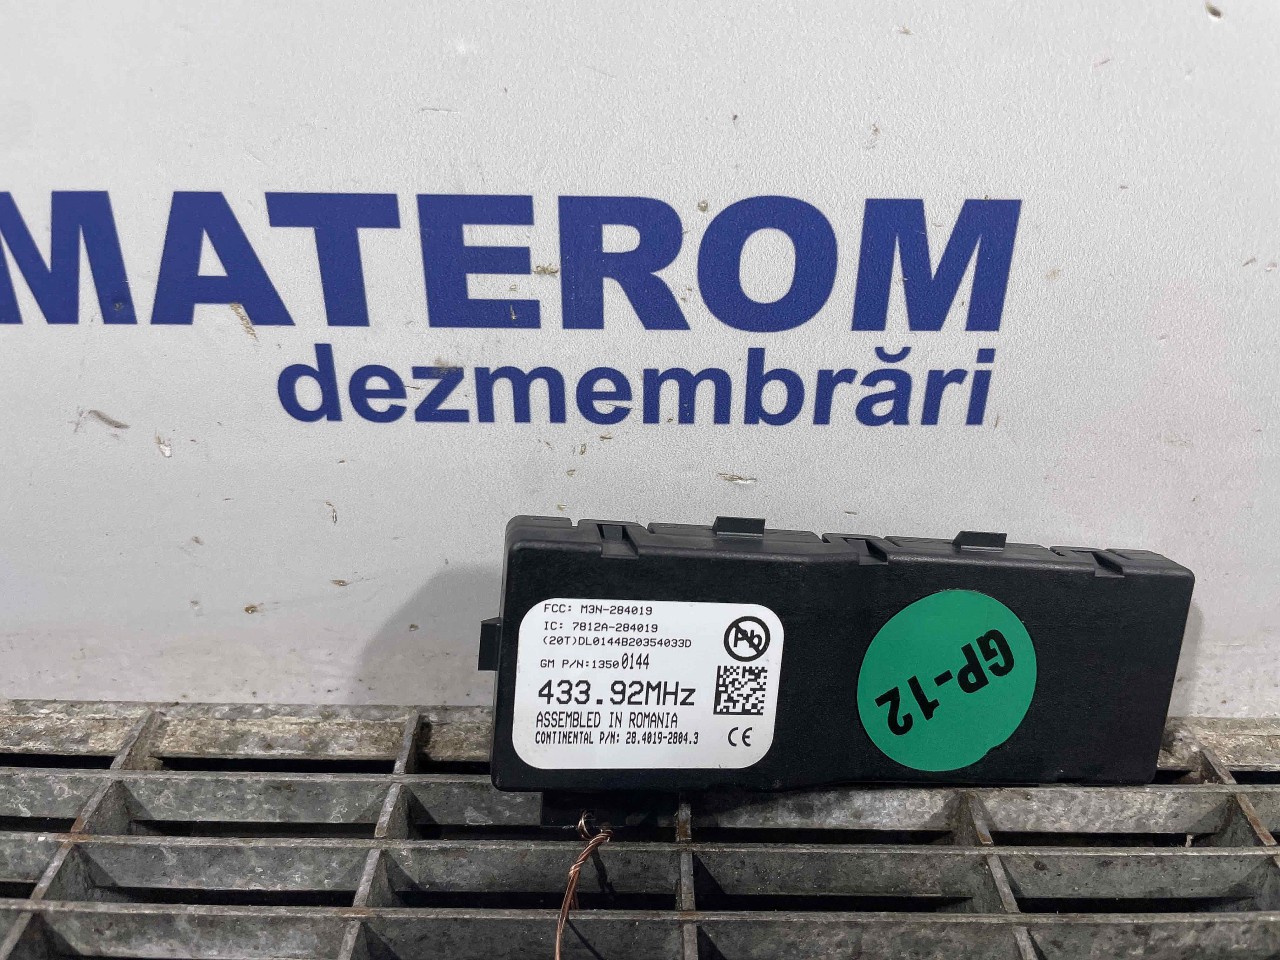 MATEROM
dezmembrări
FCC: M3N-284019
IC: 7812A-284019
(20T)DL0144B20354033D
GM P/N:13500144
433.92MHz
ASSEMBLED IN ROMANIA
CONTINENTAL P/N: 28.4019-2804.3
Pb
CE
GP-12